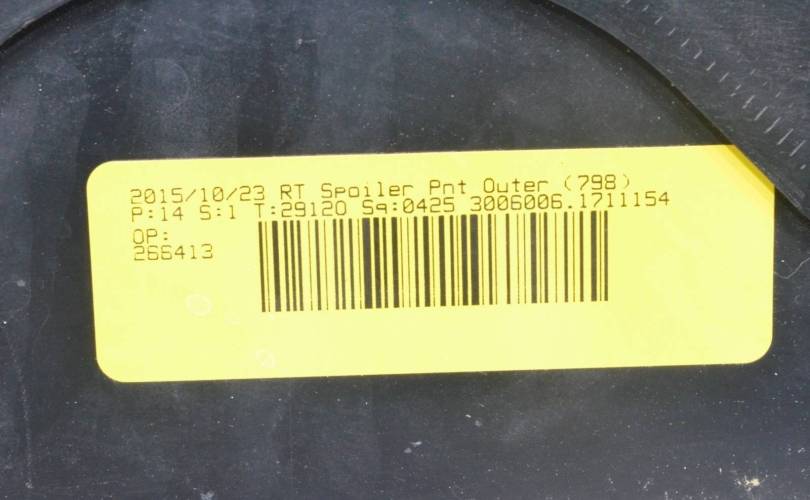 2015/10/23 RT Spoiler Pnt Outer (798)
P:14 S:1 T:29120 Sq:0425 3006006.1711154
OP:
266413